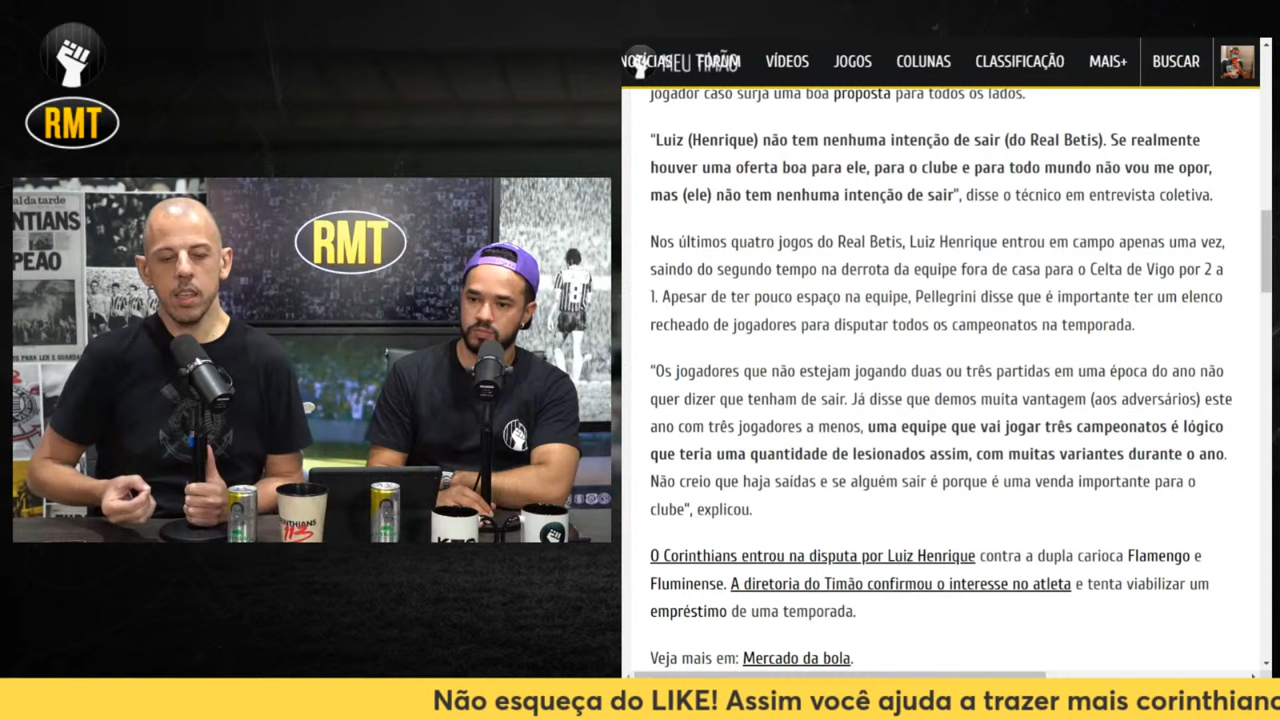 RMT
al da tarde
NTIANS
PEÃO
RMT
INTHIANS
113
MEU TIMÃO
NOTÍCIAS FÓRUM VÍDEOS JOGOS COLUNAS CLASSIFICAÇÃO MAIS+ BUSCAR
jogador caso surja uma boa proposta para todos os lados.
“Luiz (Henrique) não tem nenhuma intenção de sair (do Real Betis). Se realmente
houver uma oferta boa para ele, para o clube e para todo mundo não vou me opor,
mas (ele) não tem nenhuma intenção de sair”, disse o técnico em entrevista coletiva.
Nos últimos quatro jogos do Real Betis, Luiz Henrique entrou em campo apenas uma vez,
saindo do segundo tempo na derrota da equipe fora de casa para o Celta de Vigo por 2 a
1. Apesar de ter pouco espaço na equipe, Pellegrini disse que é importante ter um elenco
recheado de jogadores para disputar todos os campeonatos na temporada.
“Os jogadores que não estejam jogando duas ou três partidas em uma época do ano não
quer dizer que tenham de sair. Já disse que demos muita vantagem (aos adversários) este
ano com três jogadores a menos, uma equipe que vai jogar três campeonatos é lógico
que teria uma quantidade de lesionados assim, com muitas variantes durante o ano.
Não creio que haja saídas e se alguém sair é porque é uma venda importante para o
clube”, explicou.
O Corinthians entrou na disputa por Luiz Henrique contra a dupla carioca Flamengo e
Fluminense. A diretoria do Timão confirmou o interesse no atleta e tenta viabilizar um
empréstimo de uma temporada.
Veja mais em: Mercado da bola.
Não esqueça do LIKE! Assim você ajuda a trazer mais corinthiano